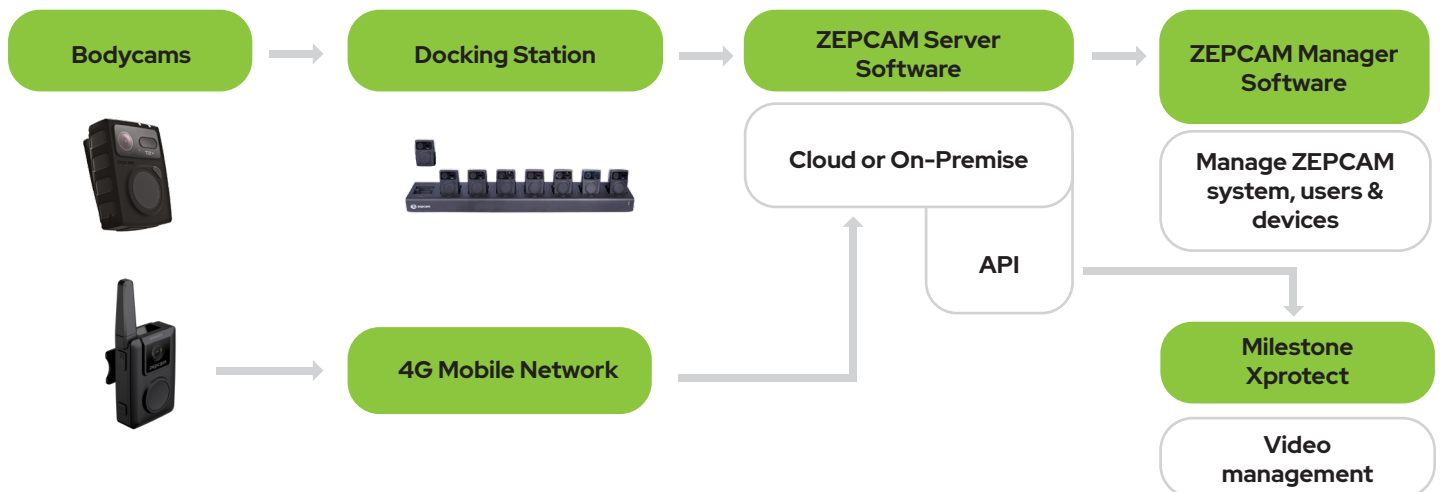 Bodycams
Docking Station
ZEPCAM Server
Software
ZEPCAM Manager
Software
Cloud or On-Premise
Manage ZEPCAM
system, users &
devices
API
4G Mobile Network
Milestone
Xprotect
Video
management